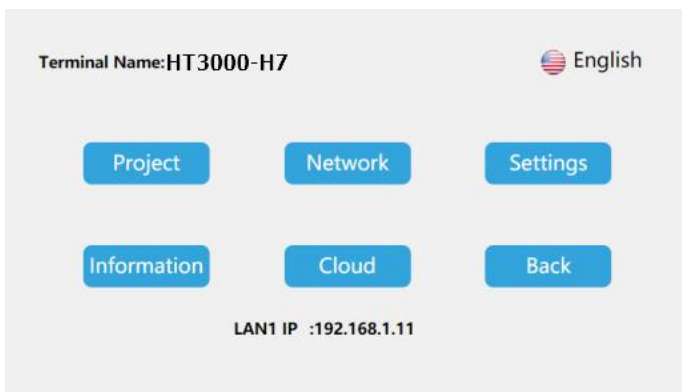 Terminal Name:HT3000-H7 English
Project Network Settings
Information Cloud Back
LAN1 IP :192.168.1.11